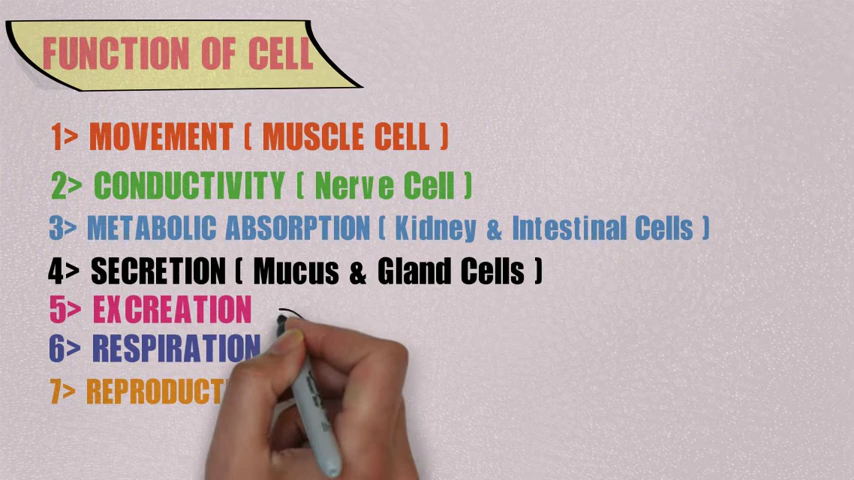 FUNCTION OF CELL
1> MOVEMENT ( MUSCLE CELL )
2> CONDUCTIVITY ( Nerve Cell )
3> METABOLIC ABSORPTION ( Kidney & Intestinal Cells )
4> SECRETION ( Mucus & Gland Cells )
5> EXCREATION
6> RESPIRATION
7> REPRODUCT